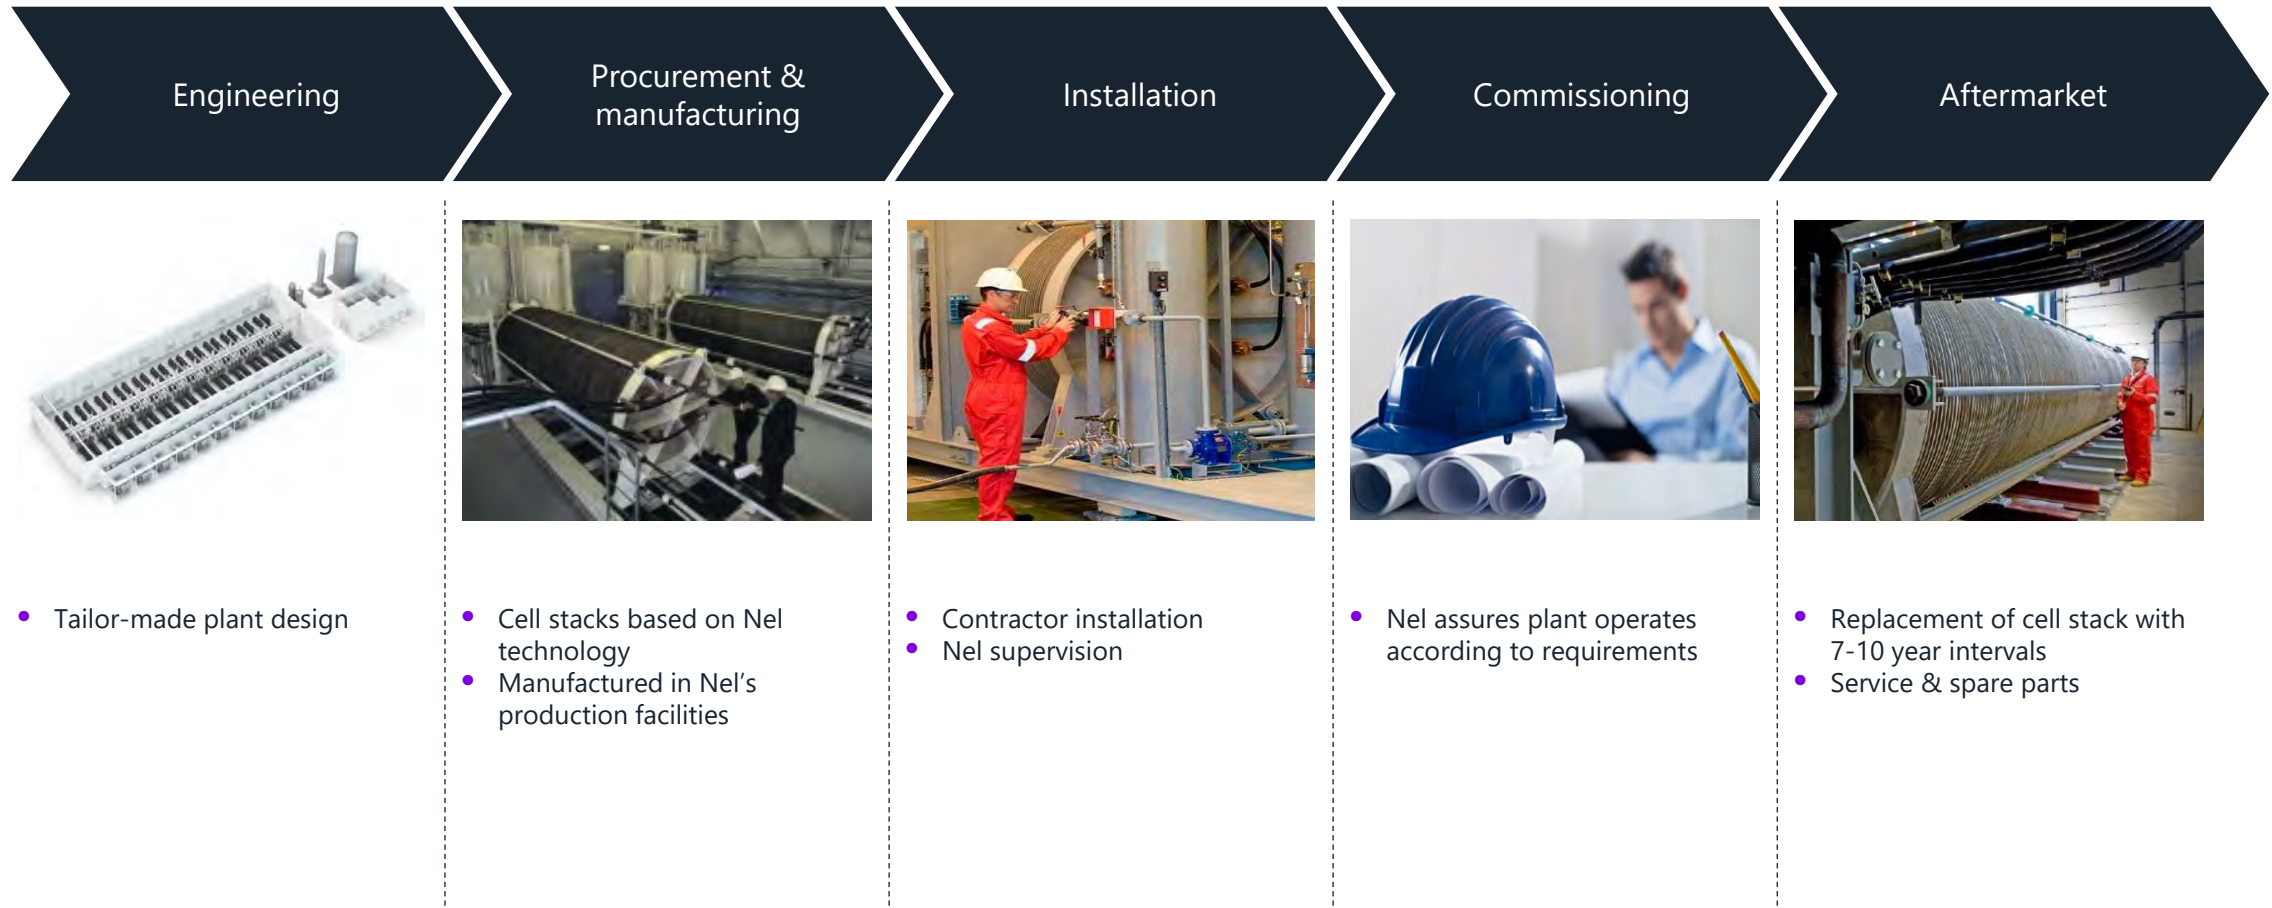 Engineering
Procurement &
manufacturing
Installation
Commissioning
Aftermarket
• Tailor-made plant design
• Cell stacks based on Nel
technology
• Manufactured in Nel’s
production facilities
• Contractor installation
• Nel supervision
• Nel assures plant operates
according to requirements
• Replacement of cell stack with
7-10 year intervals
• Service & spare parts